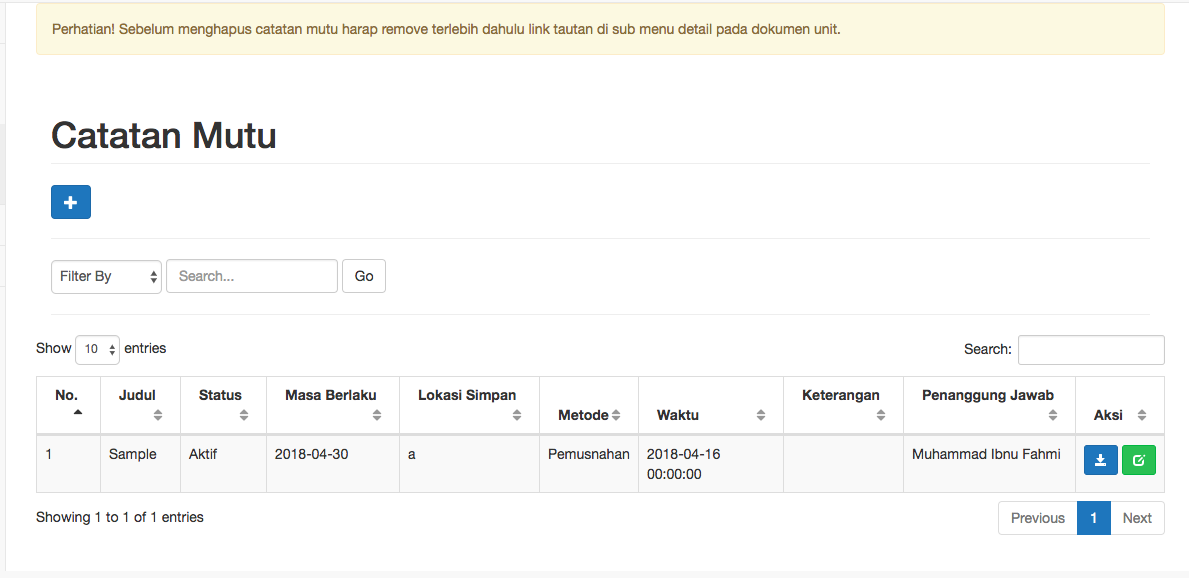 Perhatian! Sebelum menghapus catatan mutu harap remove terlebih dahulu link tautan di sub menu detail pada dokumen unit.
Catatan Mutu
+
Filter By Search... Go
Show 10 entries Search:
No. Judul Status Masa Berlaku Lokasi Simpan Metode Waktu Keterangan Penanggung Jawab Aksi
1 Sample Aktif 2018-04-30 a Pemusnahan 2018-04-16 Muhammad Ibnu Fahmi
00:00:00
Showing 1 to 1 of 1 entries Previous 1 Next